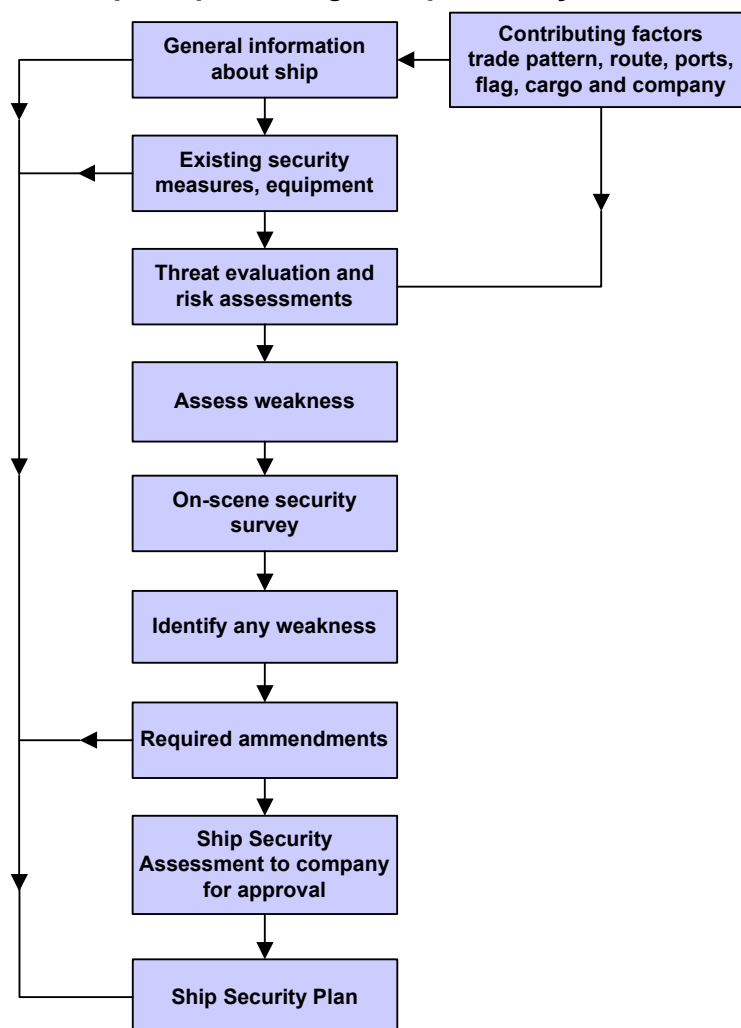 General information
about ship
Contributing factors
trade pattern, route, ports,
flag, cargo and company
Existing security
measures, equipment
Threat evaluation and
risk assessments
Assess weakness
On-scene security
survey
Identify any weakness
Required ammendments
Ship Security
Assessment to company
for approval
Ship Security Plan